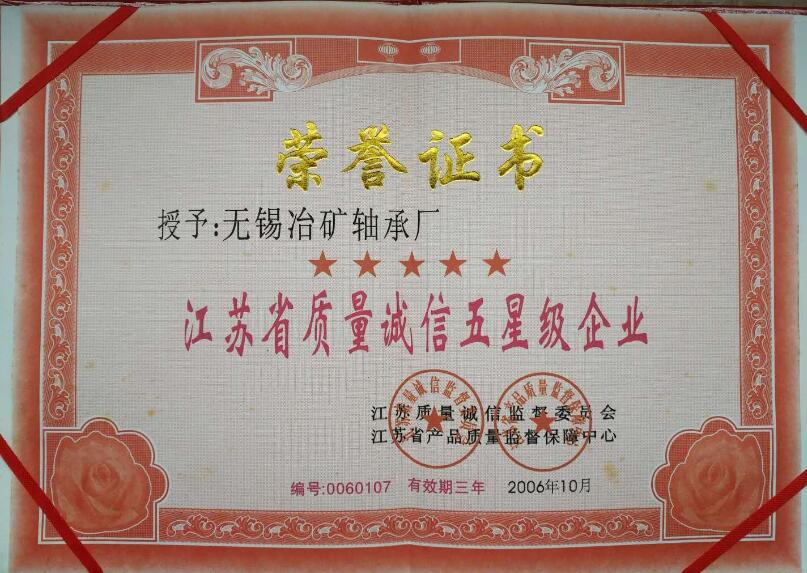 荣誉证书
授予:无锡冶矿轴承厂
★★★★★
江苏省质量诚信五星级企业
江苏质量诚信监督委员会
江苏省产品质量监督保障中心
编号:0060107 有效期三年 2006年10月